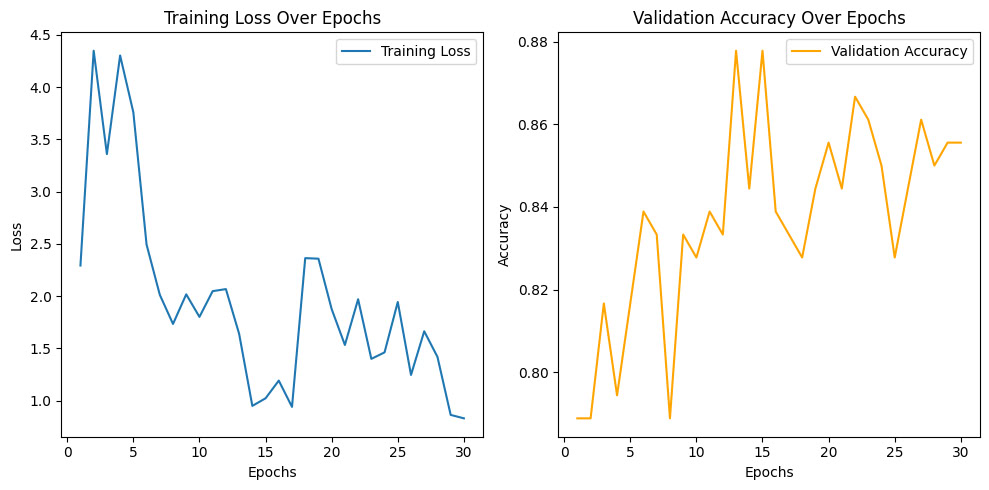 Training Loss Over Epochs
Training Loss
4.5
4.0
3.5
3.0
2.5
2.0
1.5
1.0
Loss
0 5 10 15 20 25 30
Epochs
Validation Accuracy Over Epochs
Validation Accuracy
0.88
0.86
0.84
0.82
0.80
Accuracy
0 5 10 15 20 25 30
Epochs